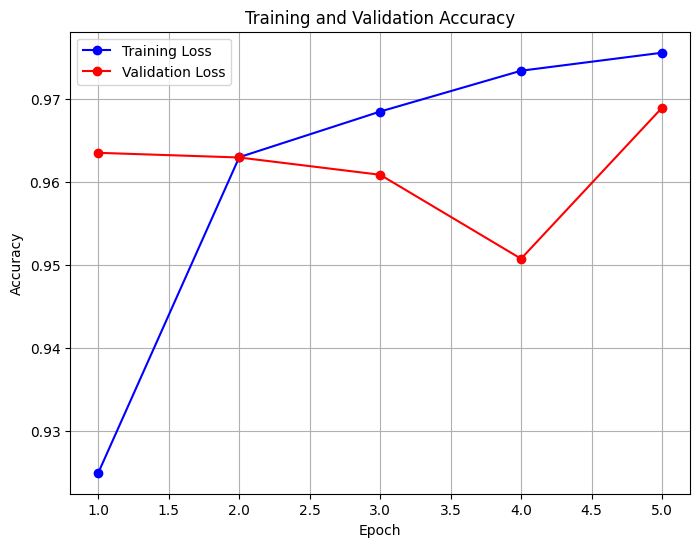 Training and Validation Accuracy
Training Loss
Validation Loss
0.97
0.96
0.95
0.94
0.93
Accuracy
1.0 1.5 2.0 2.5 3.0 3.5 4.0 4.5 5.0
Epoch